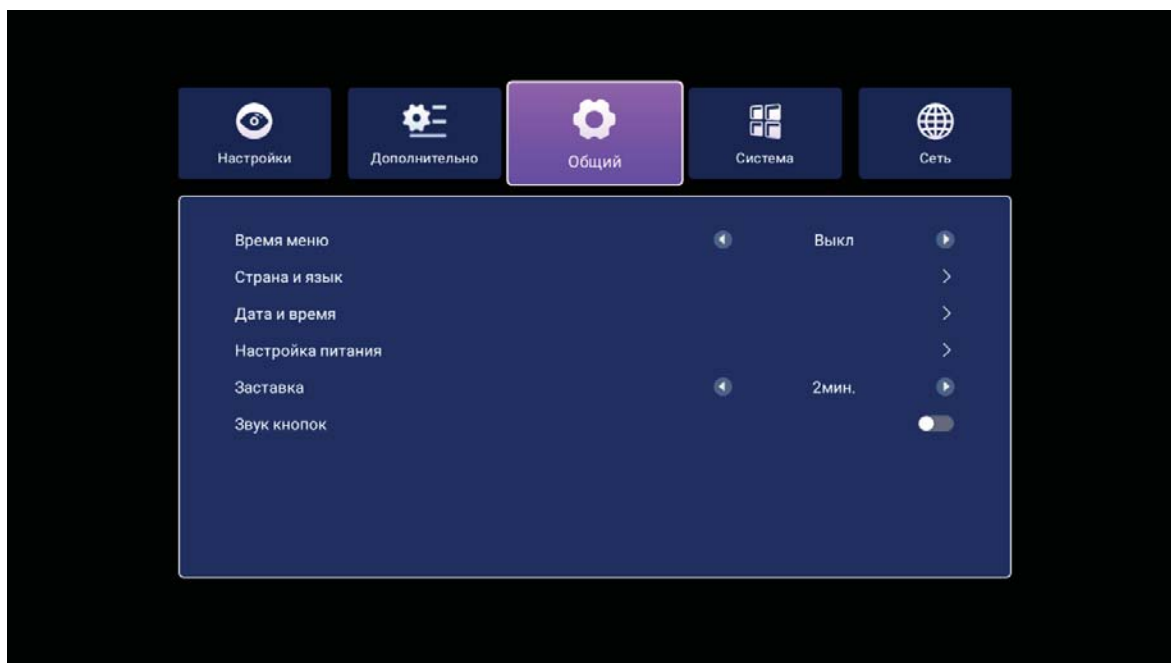 Настройки
Дополнительно
Общий
Система
Сеть
Время меню Выкл
Страна и язык
Дата и время
Настройка питания
Заставка 2мин.
Звук кнопок